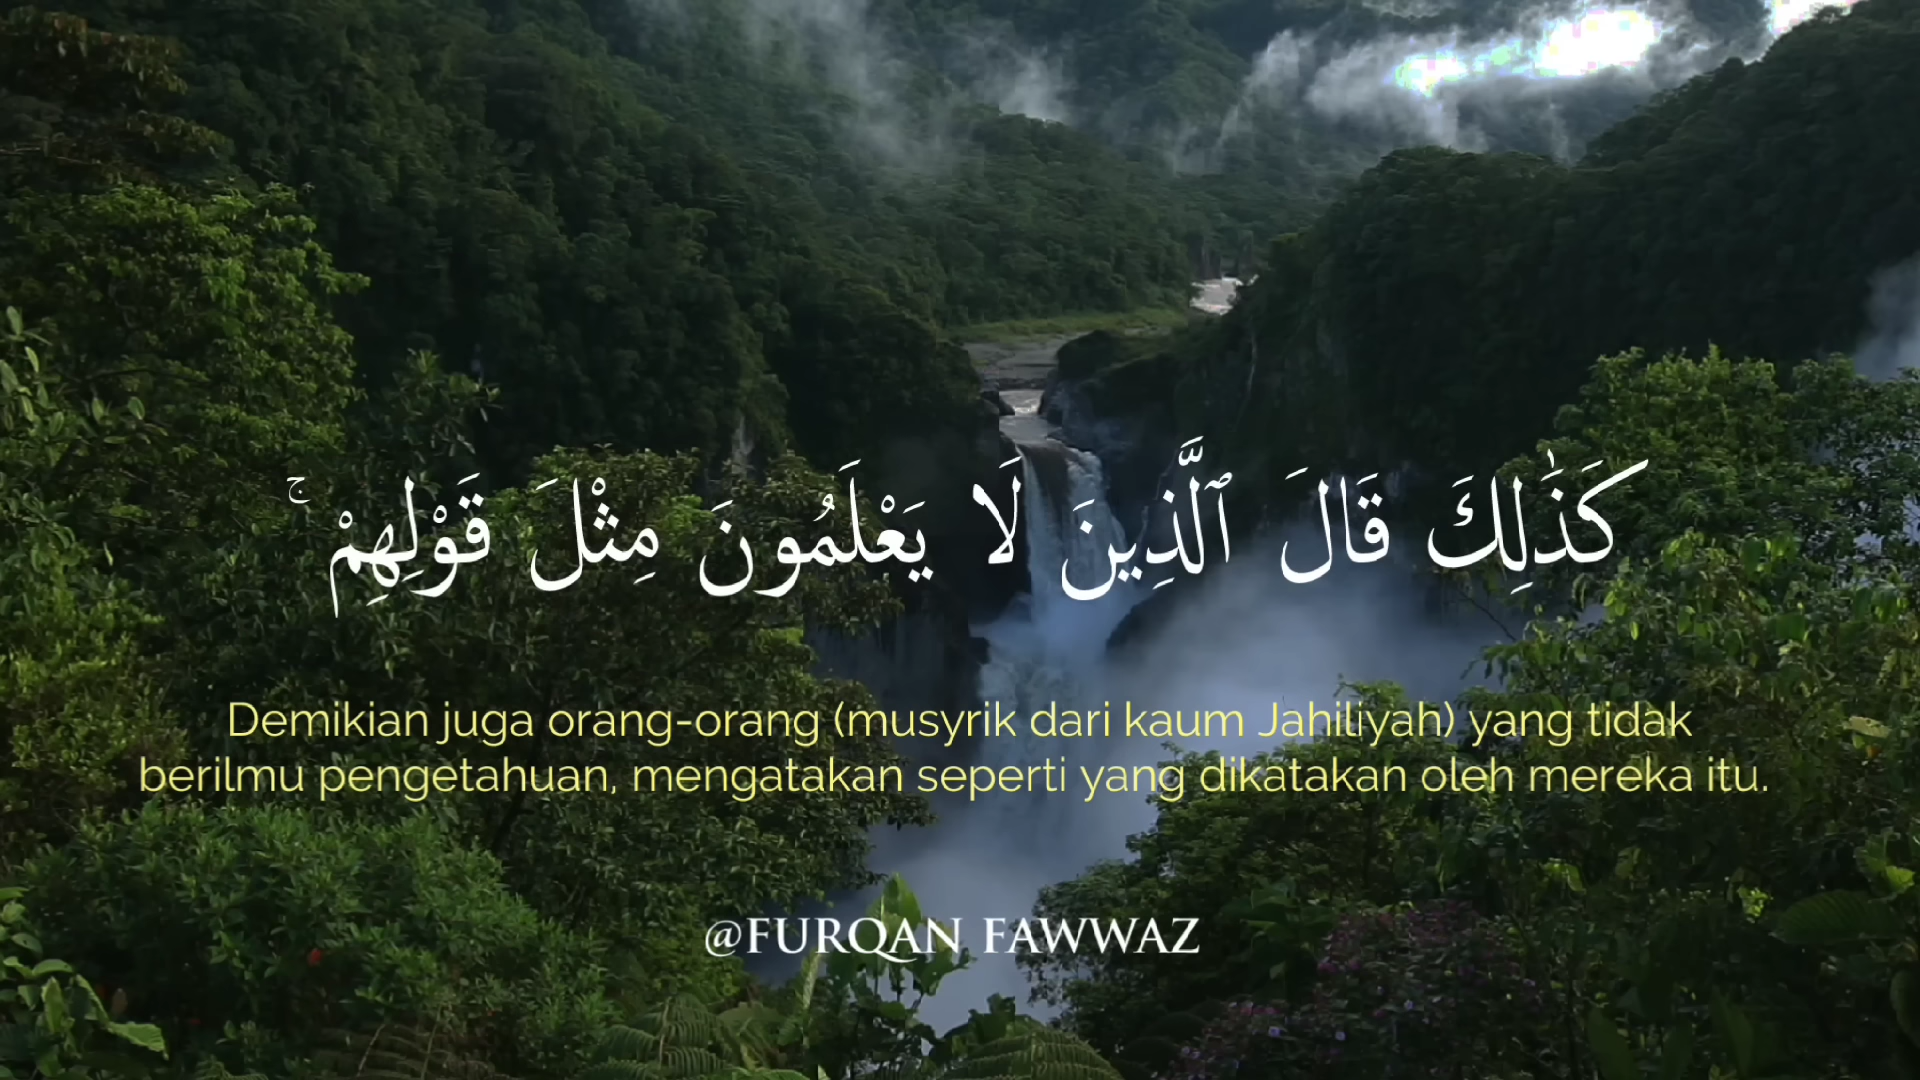 كَذَٰلِكَ قَالَ ٱلَّذِينَ لَا يَعْلَمُونَ مِثْلَ قَوْلِهِمْ ۚ
Demikian juga orang-orang (musyrik dari kaum Jahiliyah) yang tidak
berilmu pengetahuan, mengatakan seperti yang dikatakan oleh mereka itu.
@FURQAN FAWWAZ